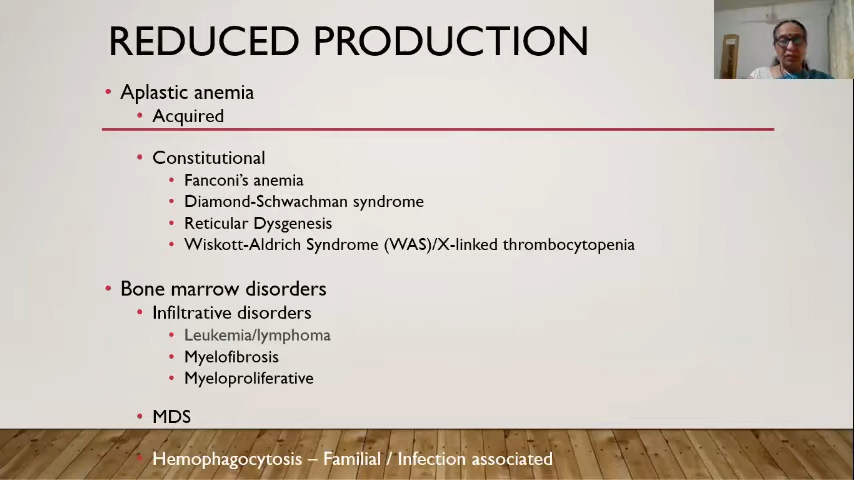 REDUCED PRODUCTION
• Aplastic anemia
• Acquired
• Constitutional
• Fanconi's anemia
• Diamond-Schwachman syndrome
• Reticular Dysgenesis
• Wiskott-Aldrich Syndrome (WAS)/X-linked thrombocytopenia
• Bone marrow disorders
• Infiltrative disorders
• Leukemia/lymphoma
• Myelofibrosis
• Myeloproliferative
• MDS
• Hemophagocytosis – Familial / Infection associated